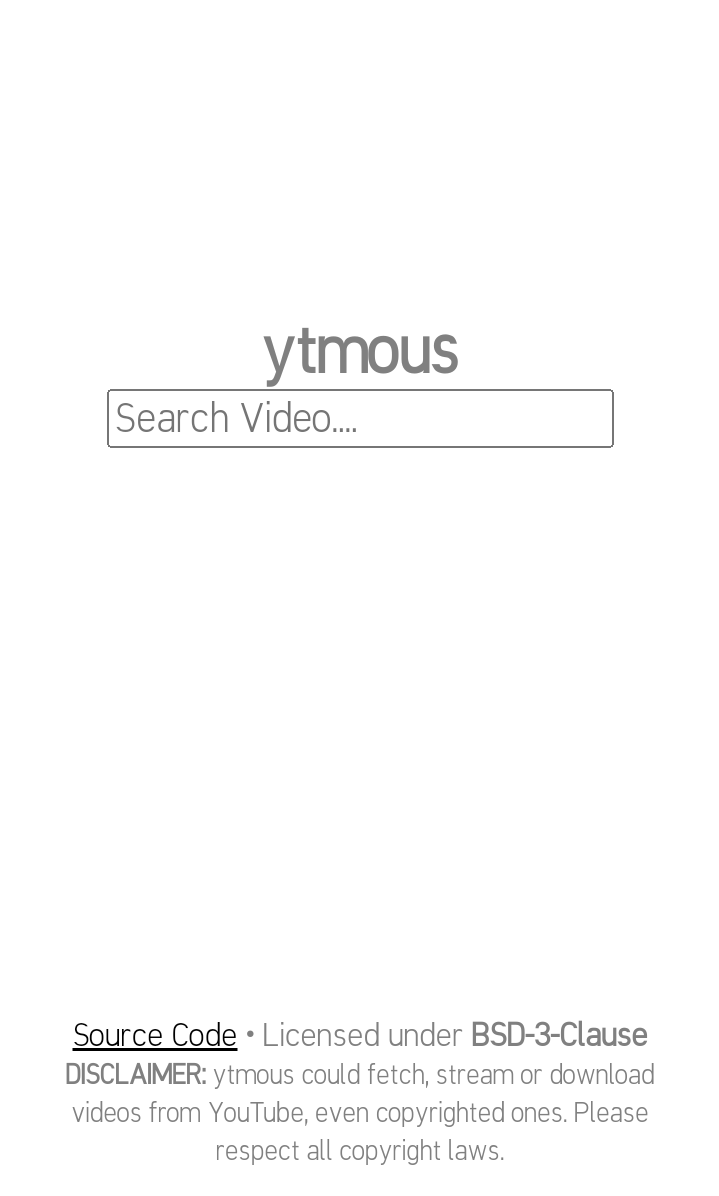 ytmous
Search Video....
Source Code • Licensed under BSD-3-Clause
DISCLAIMER: ytmous could fetch, stream or download
videos from YouTube, even copyrighted ones. Please
respect all copyright laws.